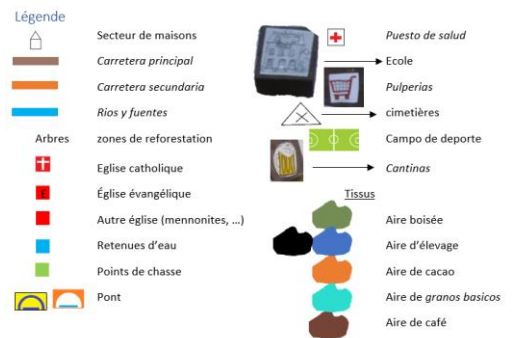 Légende
Secteur de maisons
Carretera principal
Carretera secundaria
Rios y fuentes
Arbres zones de reforestation
Eglise catholique
E
Église évangélique
Autre église (mennonites, ...)
Retenues d'eau
Points de chasse
Pont
Puesto de salud
Ecole
Pulperias
cimetières
Campo de deporte
Cantinas
Tissus
Aire boisée
Aire d'élevage
Aire de cacao
Aire de granos basicos
Aire de café